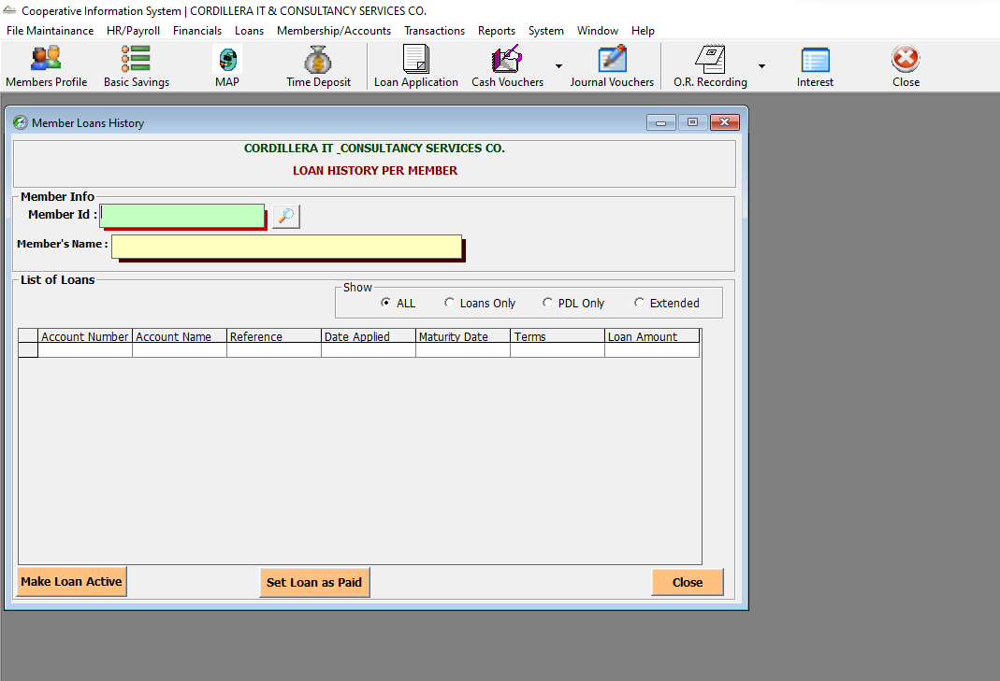 Cooperative Information System | CORDILLERA IT & CONSULTANCY SERVICES CO.
File Maintainance HR/Payroll Financials Loans Membership/Accounts Transactions Reports System Window Help
Members Profile Basic Savings MAP Time Deposit Loan Application Cash Vouchers Journal Vouchers O.R. Recording Interest Close
Member Loans History
CORDILLERA IT _CONSULTANCY SERVICES CO.
LOAN HISTORY PER MEMBER
Member Info
Member Id :
Member's Name :
List of Loans
Show
ALL Loans Only PDL Only Extended
Account Number Account Name Reference Date Applied Maturity Date Terms Loan Amount
Make Loan Active Set Loan as Paid Close